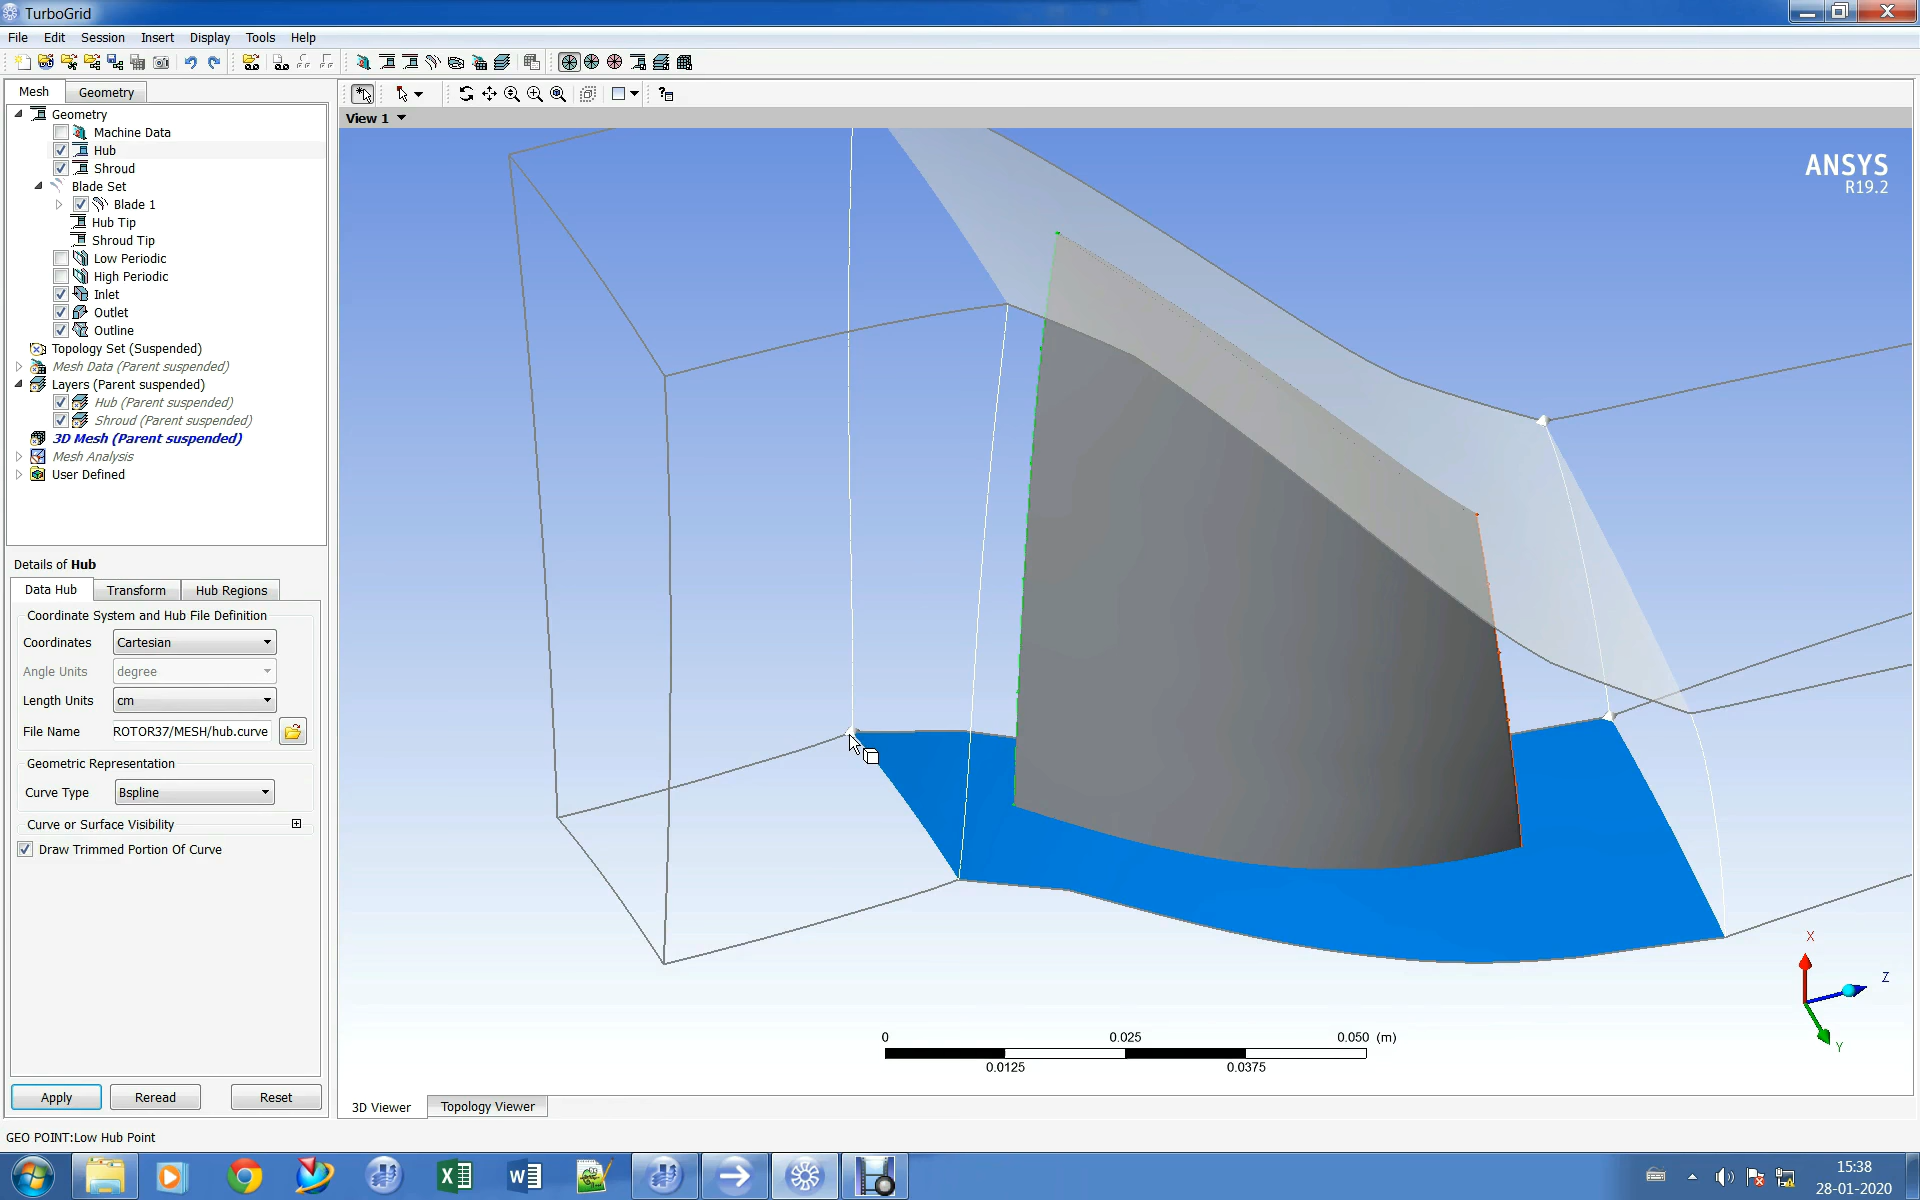 TurboGrid
File Edit Session Insert Display Tools Help
Mesh Geometry
View 1
Geometry
Machine Data
Hub
Shroud
Blade Set
Blade 1
Hub Tip
Shroud Tip
Low Periodic
High Periodic
Inlet
Outlet
Outline
Topology Set (Suspended)
Mesh Data (Parent suspended)
Layers (Parent suspended)
Hub (Parent suspended)
Shroud (Parent suspended)
3D Mesh (Parent suspended)
Mesh Analysis
User Defined
ANSYS
R19.2
Details of Hub
Data Hub Transform Hub Regions
Coordinate System and Hub File Definition
Coordinates Cartesian
Angle Units degree
Length Units cm
File Name ROTOR37/MESH/hub.curve
Geometric Representation
Curve Type Bspline
Curve or Surface Visibility
Draw Trimmed Portion Of Curve
X
Z
Y
0 0.025 0.050 (m)
0.0125 0.0375
Apply Reread Reset
3D Viewer Topology Viewer
GEO POINT:Low Hub Point
15:38
28-01-2020